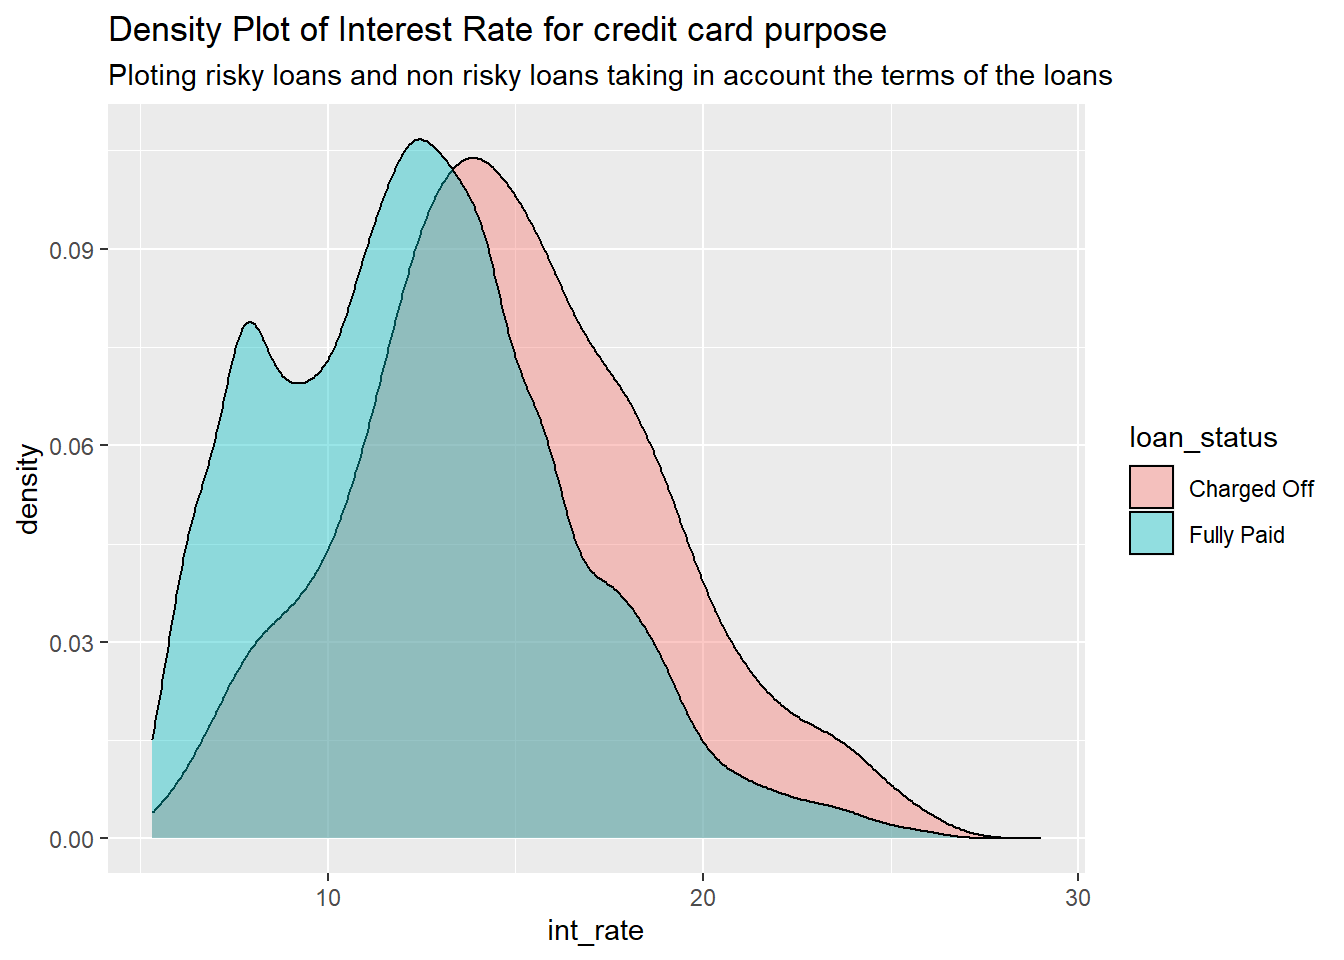 Density Plot of Interest Rate for credit card purpose
Ploting risky loans and non risky loans taking in account the terms of the loans
density
0.09
0.06
0.03
0.00
10
20
30
int_rate
loan_status
Charged Off
Fully Paid